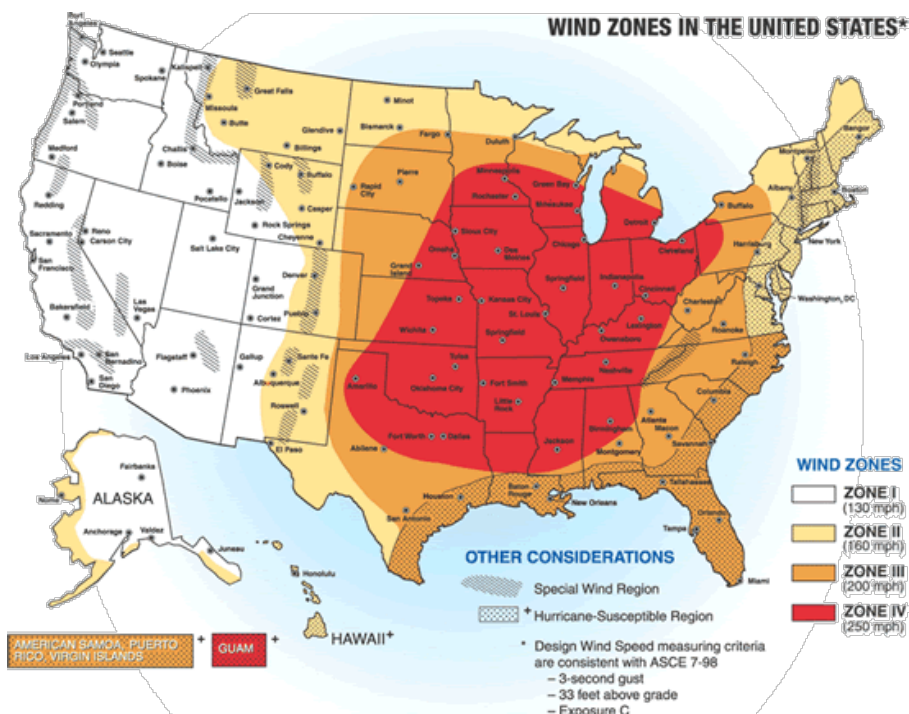 WIND ZONES IN THE UNITED STATES*
Port
Angeles
Seattle
Olympia
Spokane
Kalispell
Great Falls
Missoula
Butte
Glendive
Billings
Minot
Bismarck
Fargo
Duluth
Portland
Salem
Medford
Challis
Boise
Pocatello
Cody
Buffalo
Jackson
Casper
Rock Springs
Cheyenne
Pierre
Rapid
City
Minneapolis
Rochester
Green Bay
Milwaukee
Detroit
Buffalo
Albany
Montpelier
Bangor
Boston
New York
Harrisburg
Washington, DC
Redding
Reno
Carson City
Sacramento
San
Francisco
Salt Lake City
Bakersfield
Las
Vegas
Los Angeles
San
Bernadino
San
Diego
Grand
Junction
Cortez
Denver
Pueblo
Flagstaff
Phoenix
Gallup
Santa Fe
Albuquerque
Roswell
El Paso
Sioux City
Omaha
Grand
Island
Des
Moines
Chicago
Cleveland
Springfield
Indianapolis
Cincinnati
Topeka
Kansas City
St. Louis
Lexington
Owensboro
Charleston
Roanoke
Raleigh
Wichita
Springfield
Nashville
Tulsa
Oklahoma City
Amarillo
Fort Smith
Memphis
Little
Rock
Fort Worth
Dallas
Abilene
Jackson
Birmingham
Montgomery
Atlanta
Macon
Columbia
Savannah
Tallahassee
Orlando
Tampa
Miami
Houston
San Antonio
Baton
Rouge
New Orleans
Fairbanks
Nome
ALASKA
Anchorage
Valdez
Juneau
Honolulu
HAWAII+
WIND ZONES
ZONE I
(130 mph)
ZONE II
(160 mph)
ZONE III
(200 mph)
ZONE IV
(250 mph)
OTHER CONSIDERATIONS
Special Wind Region
+ Hurricane-Susceptible Region
AMERICAN SAMOA, PUERTO
RICO, VIRGIN ISLANDS
+
GUAM
+
* Design Wind Speed measuring criteria
are consistent with ASCE 7-98
– 3-second gust
– 33 feet above grade
– Exposure C